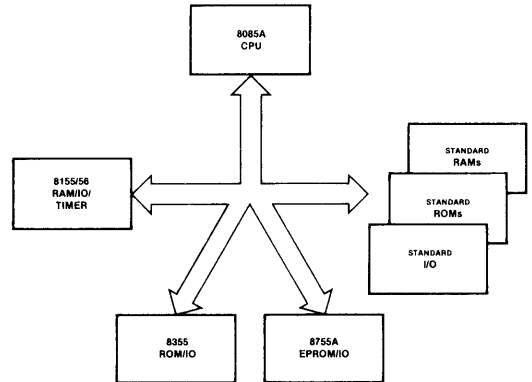 8085A
CPU
8155/56
RAM/IO/
TIMER
STANDARD
RAMs
STANDARD
ROMs
STANDARD
I/O
8355
ROM/IO
8755A
EPROM/IO